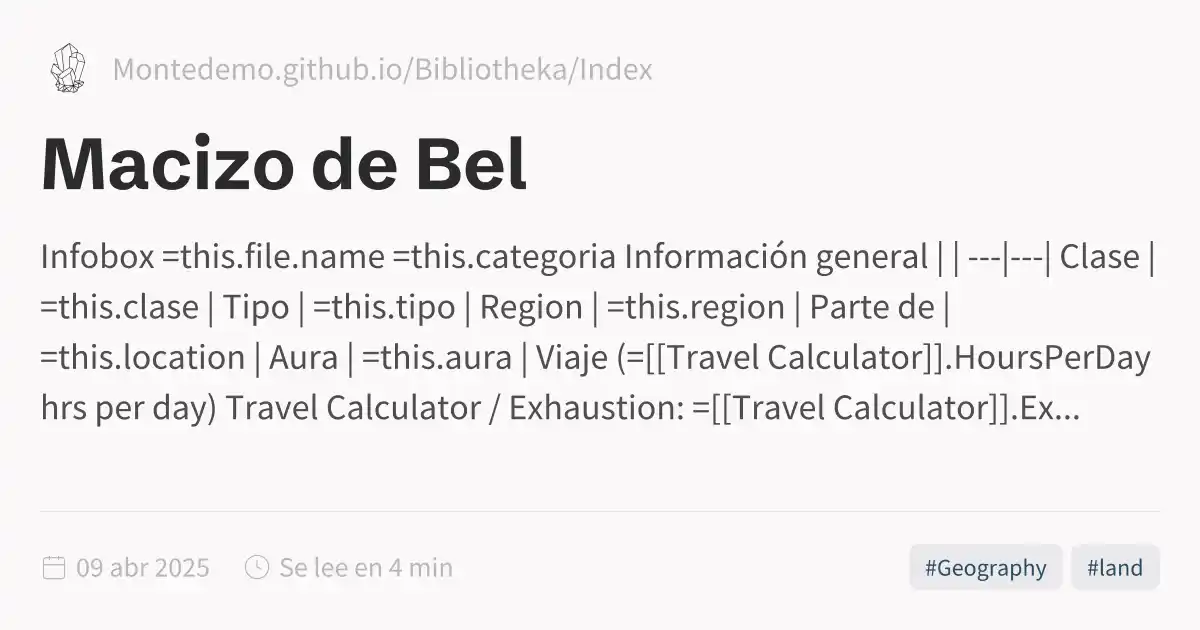 Montedemo.github.io/Bibliotheka/Index
Macizo de Bel
Infobox =this.file.name =this.categoria Información general | | ---|---| Clase |
=this.clase | Tipo | =this.tipo | Region | =this.region | Parte de |
=this.location | Aura | =this.aura | Viaje (=[[Travel Calculator]].HoursPerDay
hrs per day) Travel Calculator / Exhaustion: =[[Travel Calculator]].Ex...
09 abr 2025 Se lee en 4 min #Geography #land